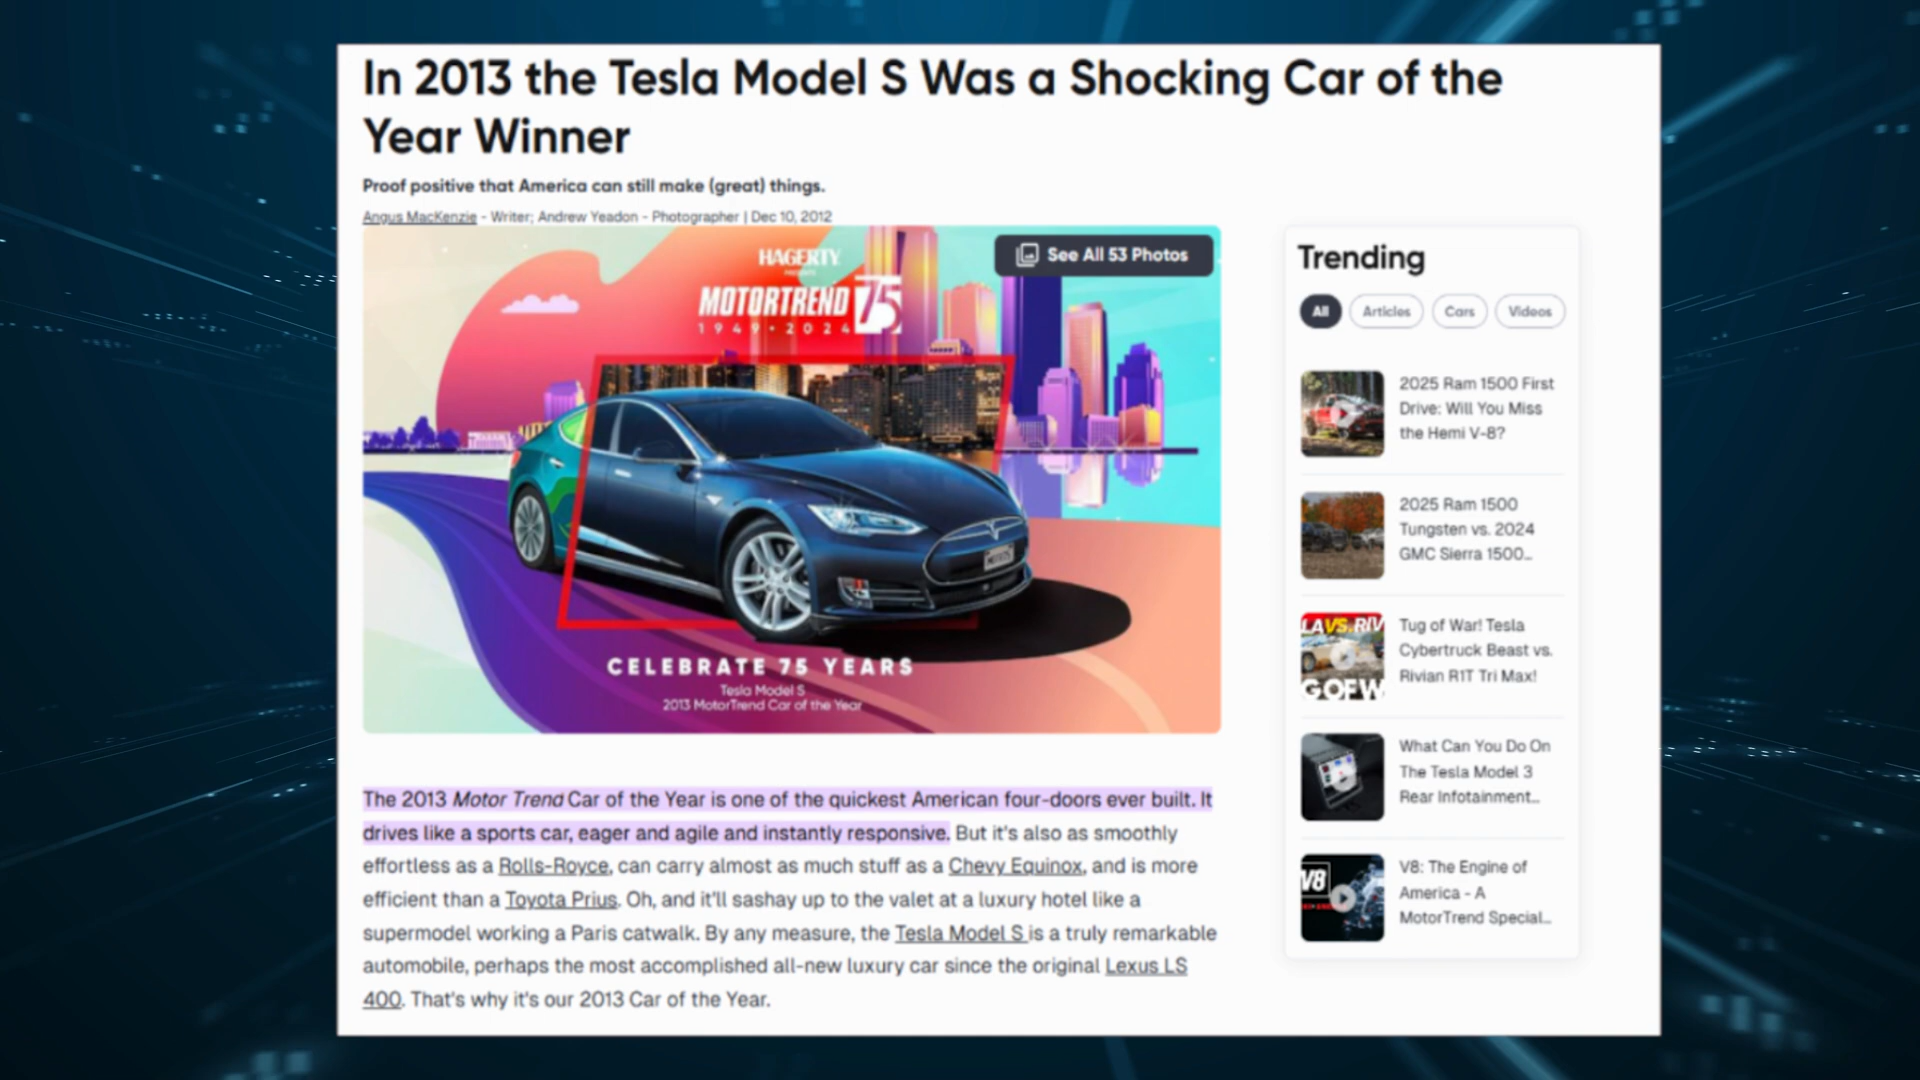 In 2013 the Tesla Model S Was a Shocking Car of the
Year Winner
Proof positive that America can still make (great) things.
Angus MacKenzie - Writer; Andrew Yeadon - Photographer | Dec 10, 2012
See All 53 Photos
HAGERTY
PRESENTS
MOTORTREND 75
1949•2024
CELEBRATE 75 YEARS
Tesla Model S
2013 MotorTrend Car of the Year
The 2013 Motor Trend Car of the Year is one of the quickest American four-doors ever built. It
drives like a sports car, eager and agile and instantly responsive. But it's also as smoothly
effortless as a Rolls-Royce, can carry almost as much stuff as a Chevy Equinox, and is more
efficient than a Toyota Prius. Oh, and it'll sashay up to the valet at a luxury hotel like a
supermodel working a Paris catwalk. By any measure, the Tesla Model S is a truly remarkable
automobile, perhaps the most accomplished all-new luxury car since the original Lexus LS
400. That's why it's our 2013 Car of the Year.
Trending
All Articles Cars Videos
2025 Ram 1500 First
Drive: Will You Miss
the Hemi V-8?
2025 Ram 1500
Tungsten vs. 2024
GMC Sierra 1500...
LA VS. RIV
GOFW
Tug of War! Tesla
Cybertruck Beast vs.
Rivian R1T Tri Max!
What Can You Do On
The Tesla Model 3
Rear Infotainment...
V8
V8: The Engine of
America - A
MotorTrend Special...